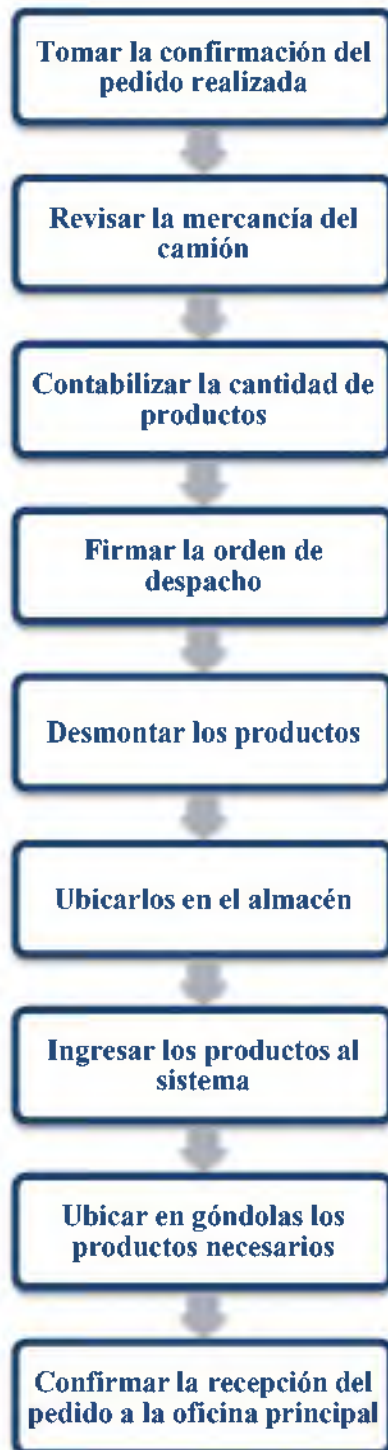 Tomar la confirmación del
pedido realizada
Revisar la mercancía del
camión
Contabilizar la cantidad de
productos
Firmar la orden de
despacho
Desmontar los productos
Ubicarlos en el almacén
Ingresar los productos al
sistema
Ubicar en góndolas los
productos necesarios
Confirmar la recepción del
pedido a la oficina principal